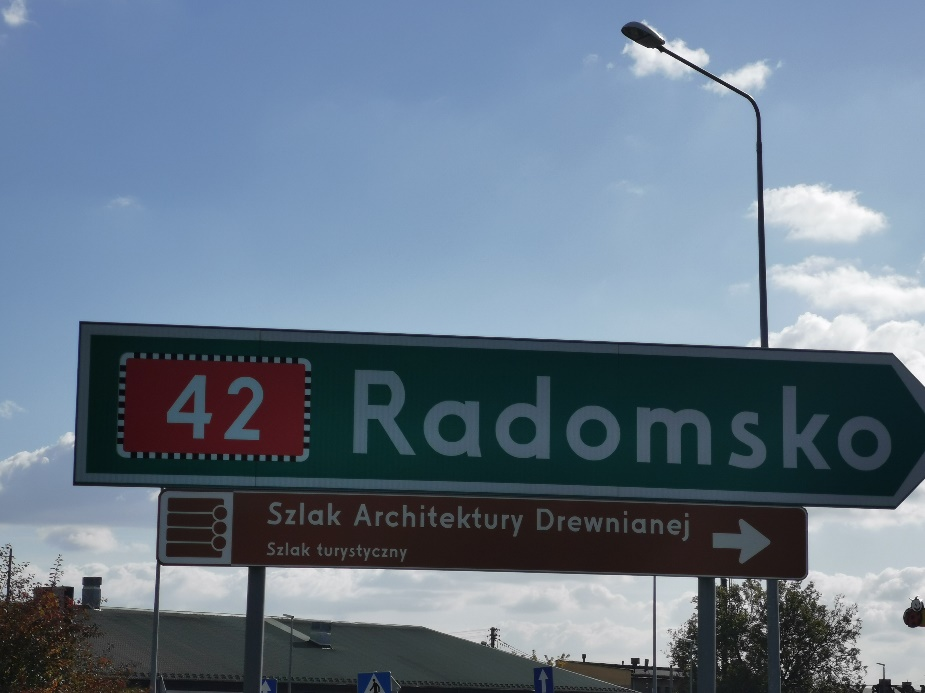 42 Radomsko
Szlak Architektury Drewnianej
Szlak turystyczny